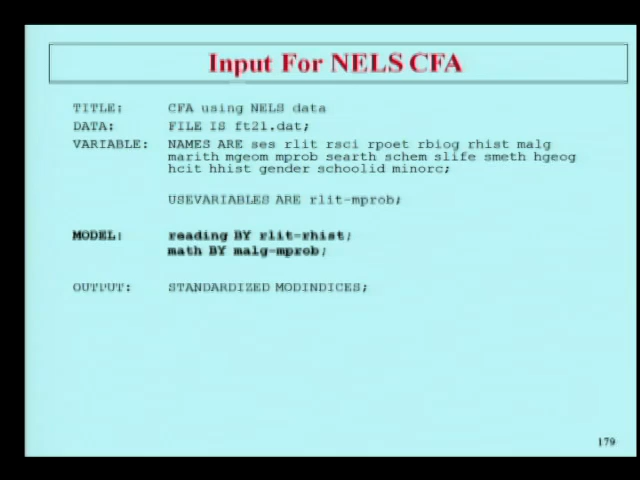 Input For NELS CFA
TITLE: CFA using NELS data
DATA: FILE IS ft21.dat;
VARIABLE: NAMES ARE ses rlit rsci rpoet rbiog rhist malg
marith mgeom mprob searth schem slife smeth hgeog
hcit hhist gender schoolid minorc;
USEVARIABLES ARE rlit-mprob;
MODEL: reading BY rlit-rhist;
math BY malg-mprob;
OUTPUT: STANDARDIZED MODINDICES;
179